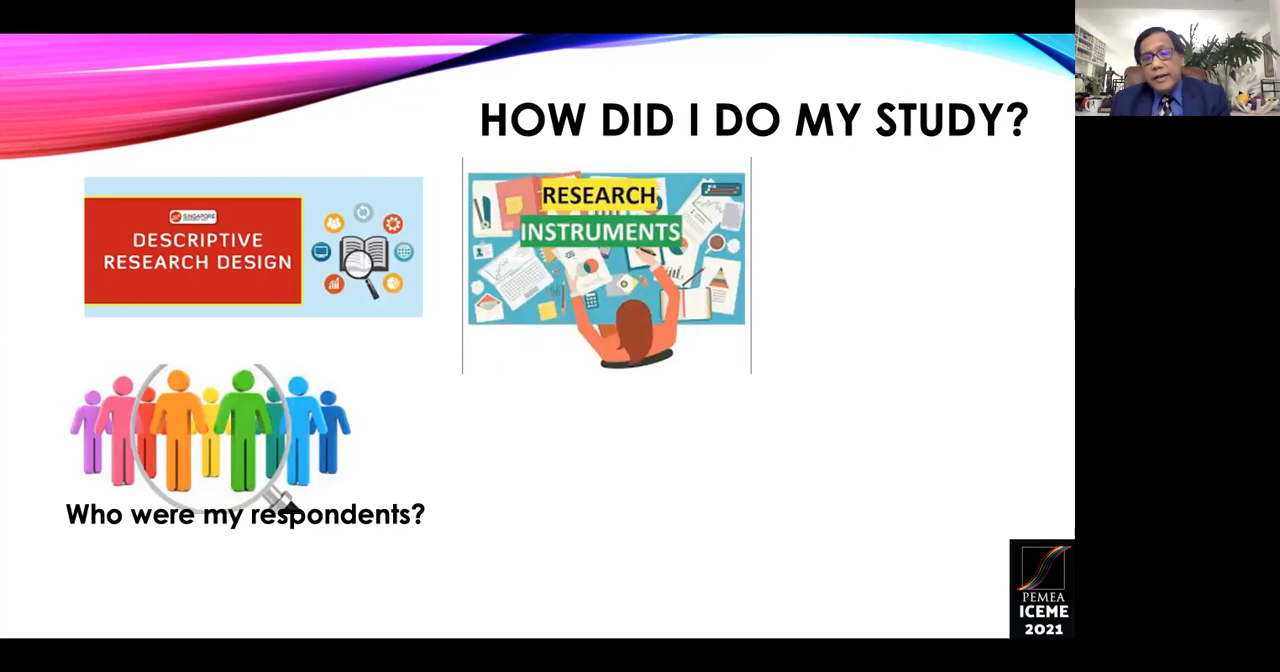 HOW DID I DO MY STUDY?
SINGAPORE
DESCRIPTIVE
RESEARCH DESIGN
RESEARCH
INSTRUMENTS
Who were my respondents?
PEMEA
ICEME
2021